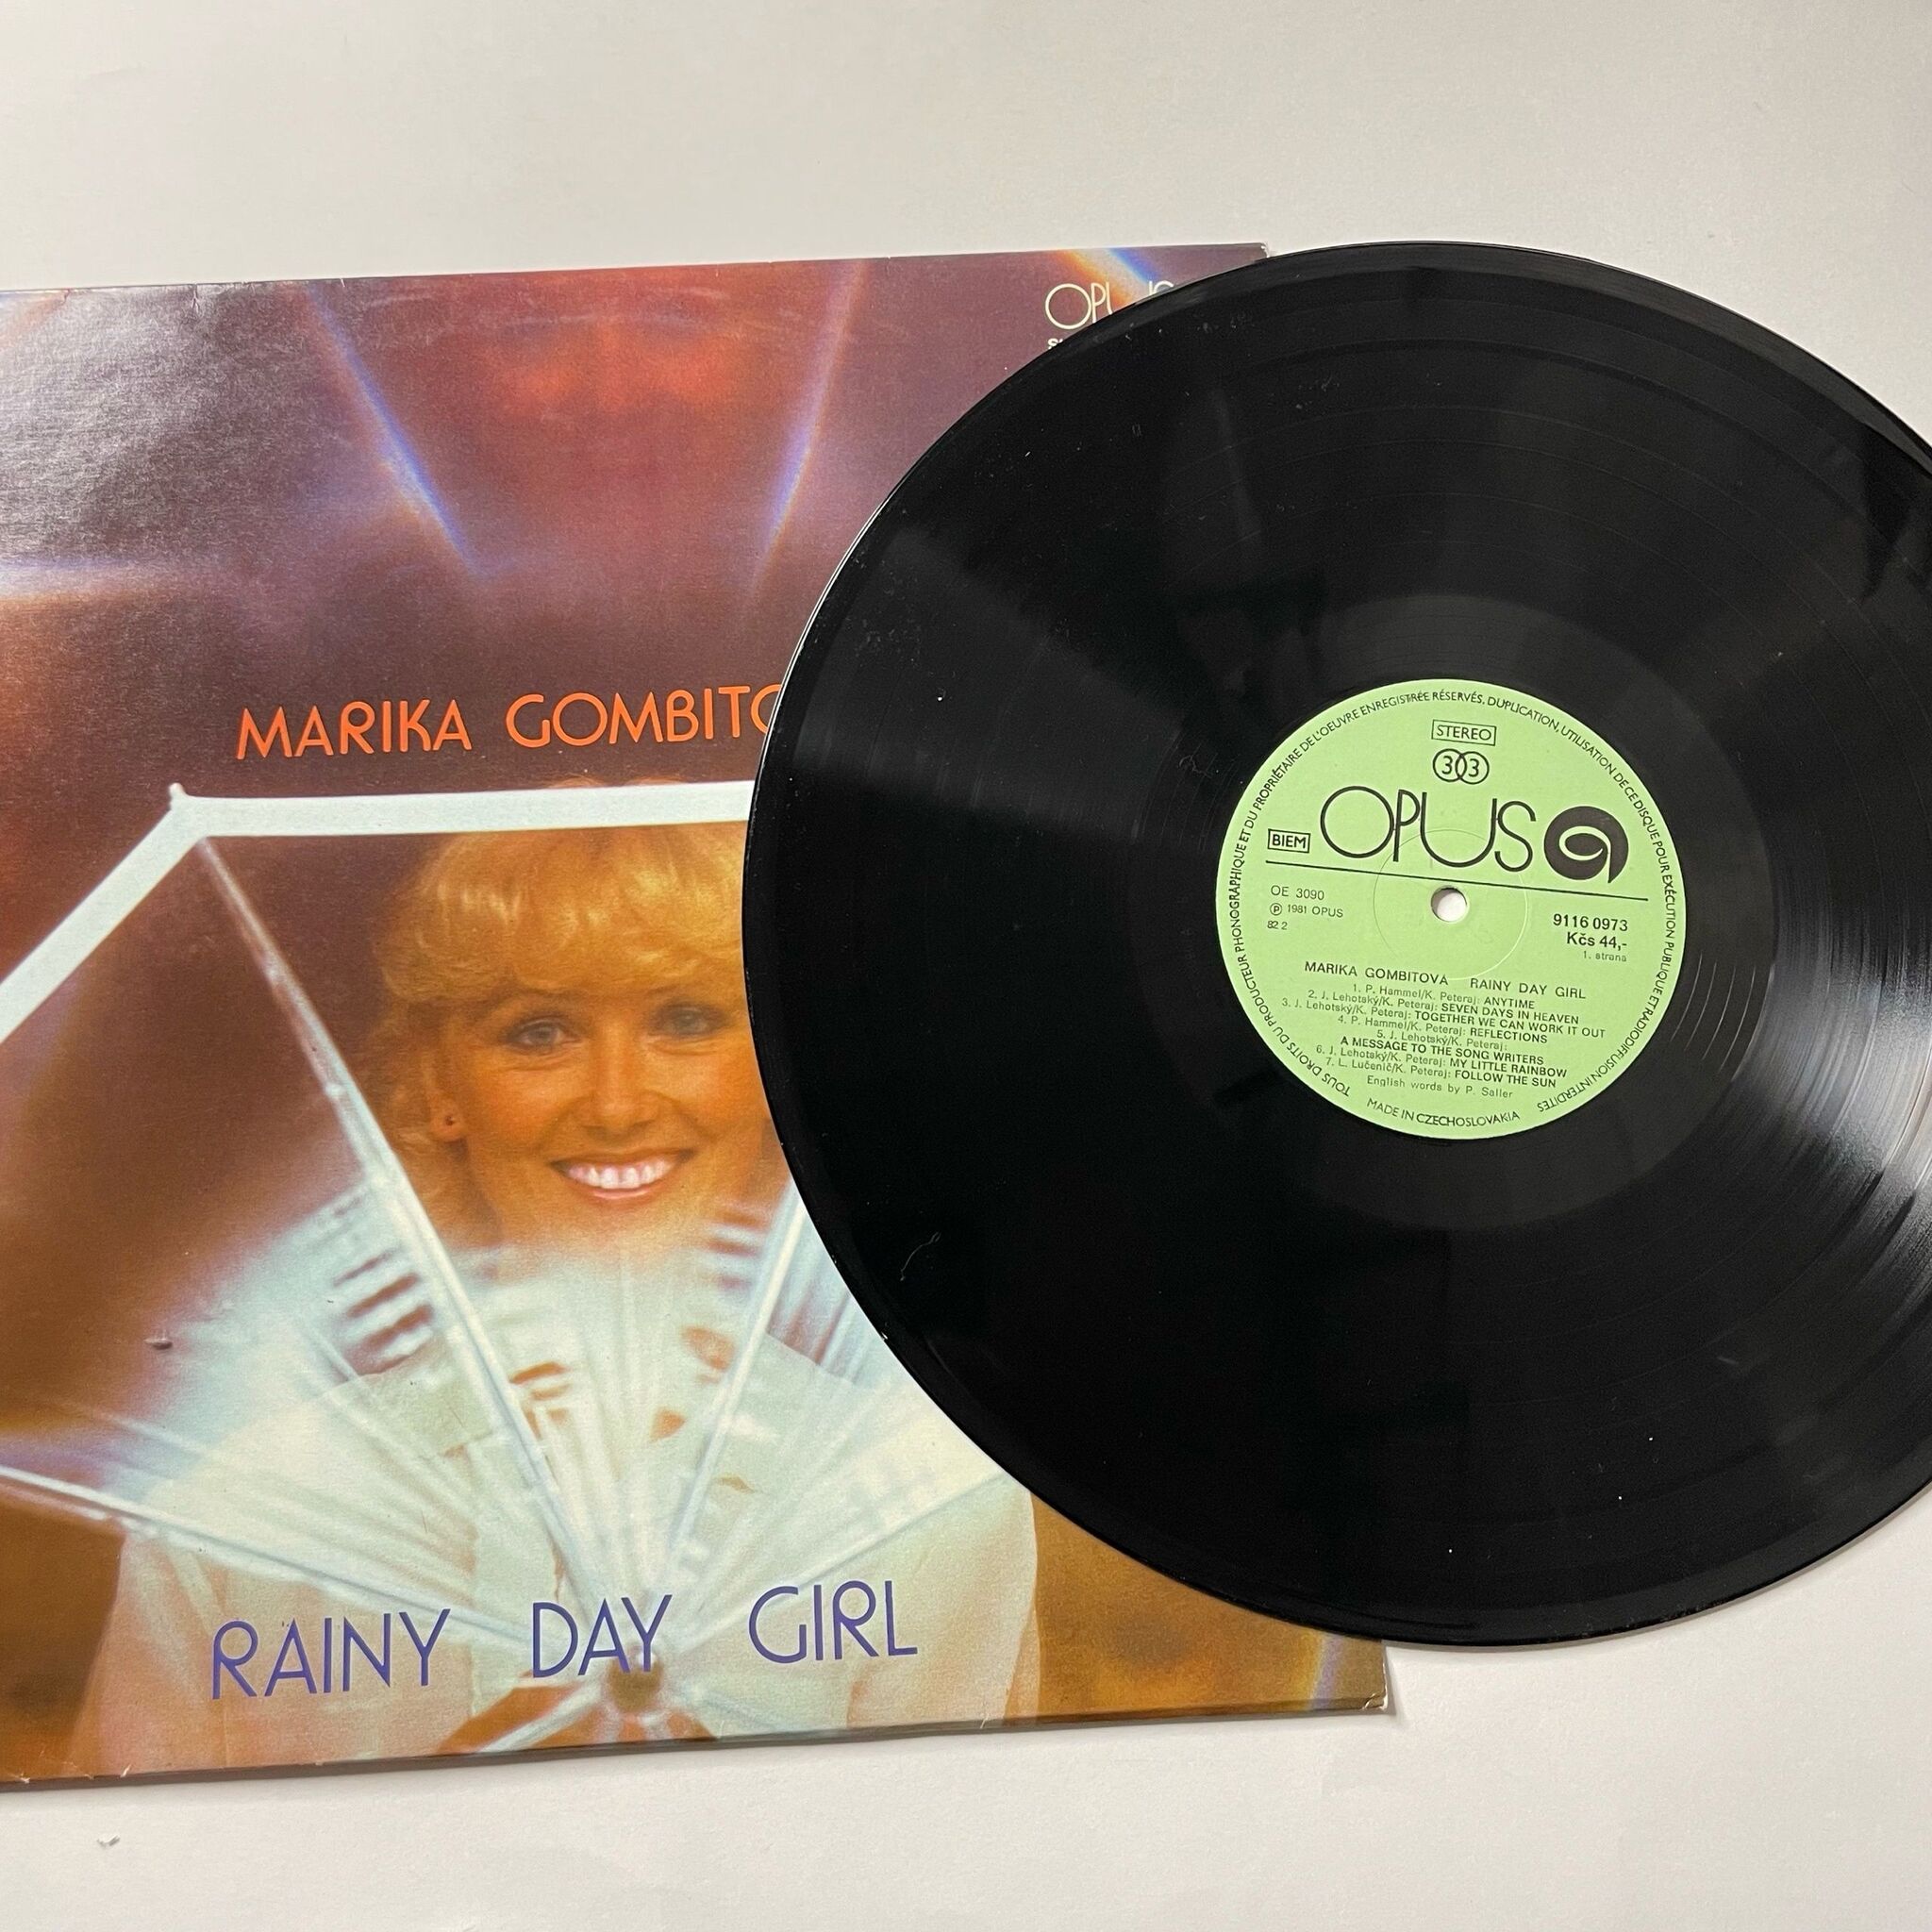 OPUS
MARIKA GOMBITO
RAINY DAY GIRL
TOUS DROITS DU PRODUCTEUR PHONOGRAPHIQUE ET DU PROPRIÉTAIRE DE L'OEUVRE ENREGISTRÉE RÉSERVÉS, DUPLICATION, UTILISATION DE CE DISQUE POUR EXÉCUTION PUBLIQUE ET RADIODIFFUSION INTERDITES
STEREO
33
OPUS
BIEM
OE 3090
℗ 1981 OPUS
82 2
9116 0973
Kčs 44,-
1. strana
MARIKA GOMBITOVÁ RAINY DAY GIRL
1. P. Hammel/K. Peteraj: ANYTIME
2. J. Lehotský/K. Peteraj: SEVEN DAYS IN HEAVEN
3. J. Lehotský/K. Peteraj: TOGETHER WE CAN WORK IT OUT
4. P. Hammel/K. Peteraj: REFLECTIONS
5. J. Lehotský/K. Peteraj:
A MESSAGE TO THE SONG WRITERS
6. J. Lehotský/K. Peteraj: MY LITTLE RAINBOW
7. L. Lučenič/K. Peteraj: FOLLOW THE SUN
English words by P. Saller
MADE IN CZECHOSLOVAKIA